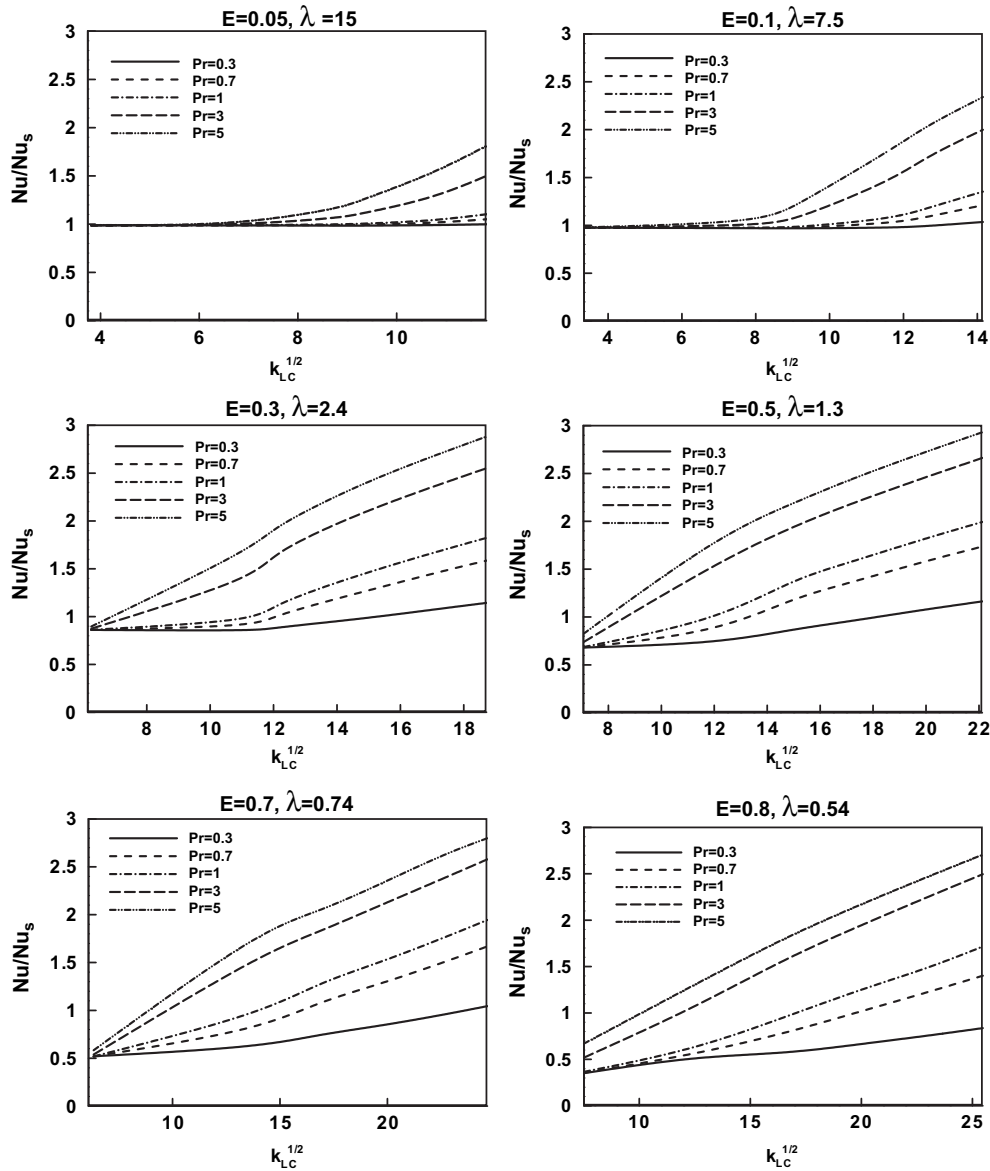 E=0.05, λ =15
3
2.5
2
1.5
1
0.5
0
Nu/Nus
Pr=0.3
Pr=0.7
Pr=1
Pr=3
Pr=5
4 6 8 10
kLC1/2
E=0.1, λ=7.5
3
2.5
2
1.5
1
0.5
0
Nu/Nus
Pr=0.3
Pr=0.7
Pr=1
Pr=3
Pr=5
4 6 8 10 12 14
kLC1/2
E=0.3, λ=2.4
3
2.5
2
1.5
1
0.5
0
Nu/Nus
Pr=0.3
Pr=0.7
Pr=1
Pr=3
Pr=5
8 10 12 14 16 18
kLC1/2
E=0.5, λ=1.3
3
2.5
2
1.5
1
0.5
0
Nu/Nus
Pr=0.3
Pr=0.7
Pr=1
Pr=3
Pr=5
8 10 12 14 16 18 20 22
kLC1/2
E=0.7, λ=0.74
3
2.5
2
1.5
1
0.5
0
Nu/Nus
Pr=0.3
Pr=0.7
Pr=1
Pr=3
Pr=5
10 15 20
kLC1/2
E=0.8, λ=0.54
3
2.5
2
1.5
1
0.5
0
Nu/Nus
Pr=0.3
Pr=0.7
Pr=1
Pr=3
Pr=5
10 15 20 25
kLC1/2